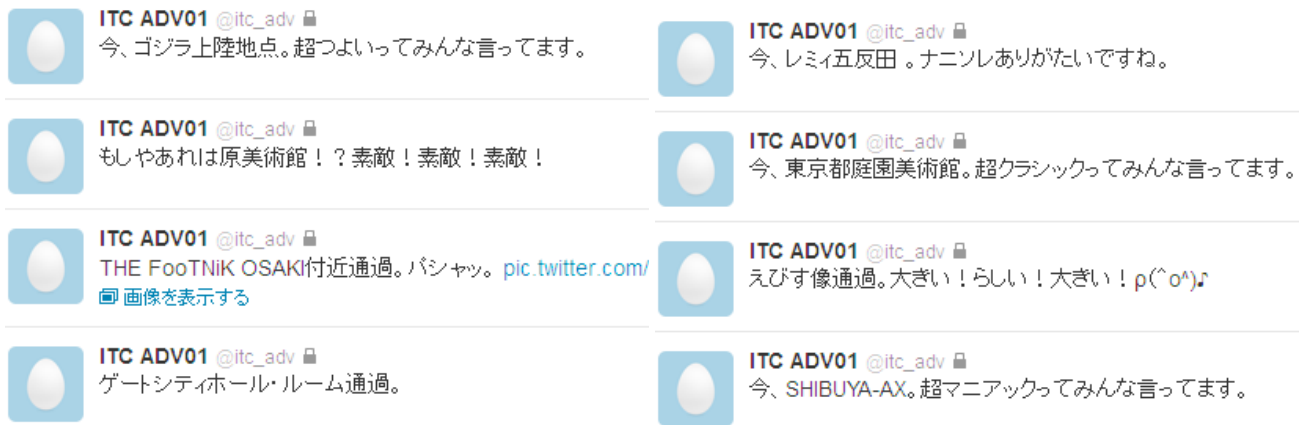 ITC ADV01 @itc_adv
今、ゴジラ上陸地点。超つよいってみんな言ってます。
ITC ADV01 @itc_adv
もしやあれは原美術館！？素敵！素敵！素敵！
ITC ADV01 @itc_adv
THE FooTNiK OSAKI付近通過。パシャッ。 pic.twitter.com/
画像を表示する
ITC ADV01 @itc_adv
ゲートシティホール・ルーム通過。
ITC ADV01 @itc_adv
今、レミィ五反田 。ナニソレありがたいですね。
ITC ADV01 @itc_adv
今、東京都庭園美術館。超クラシックってみんな言ってます。
ITC ADV01 @itc_adv
えびす像通過。大きい！らしい！大きい！ρ(^o^)♪
ITC ADV01 @itc_adv
今、SHIBUYA-AX。超マニアックってみんな言ってます。